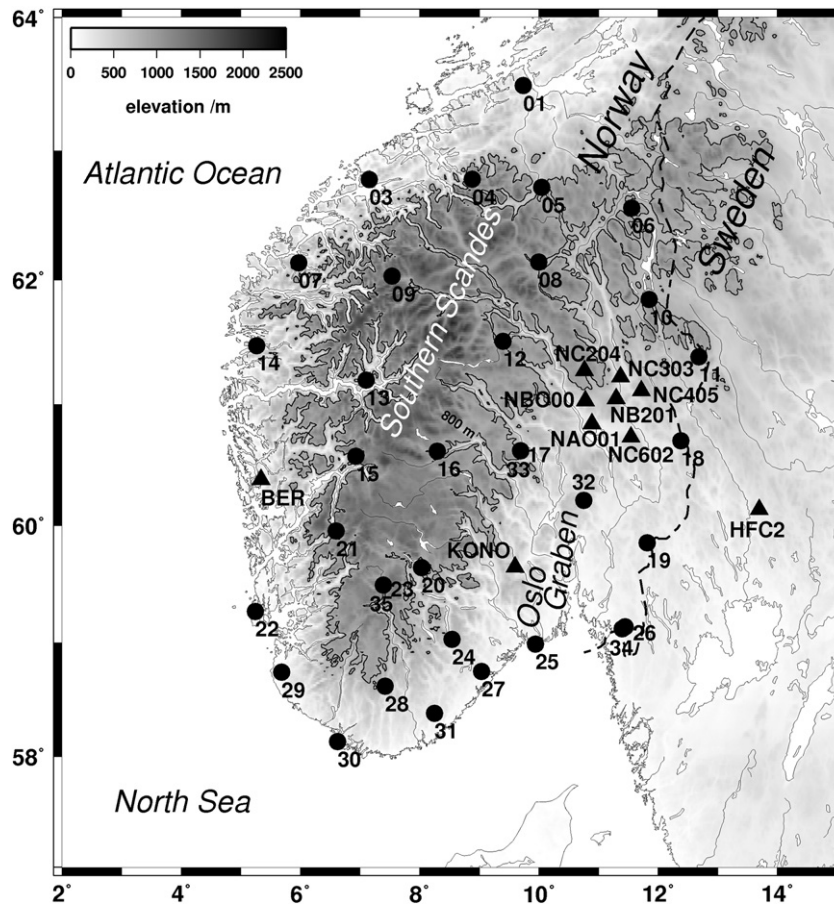 64˚
0 500 1000 1500 2000 2500
elevation /m
01
Norway
Atlantic Ocean
03
04
05
06
Sweden
62˚
07
09
08
10
Southern Scandes
14
12
NC204
NC303
11
13
NBO00
NC405
NB201
800 m
NAO01
15
16
17
33
NC602
18
BER
32
60˚
HFC2
21
KONO
19
23
20
35
Oslo
Graben
22
24
25
26
34
29
28
27
31
30
58˚
North Sea
2˚ 4˚ 6˚ 8˚ 10˚ 12˚ 14˚